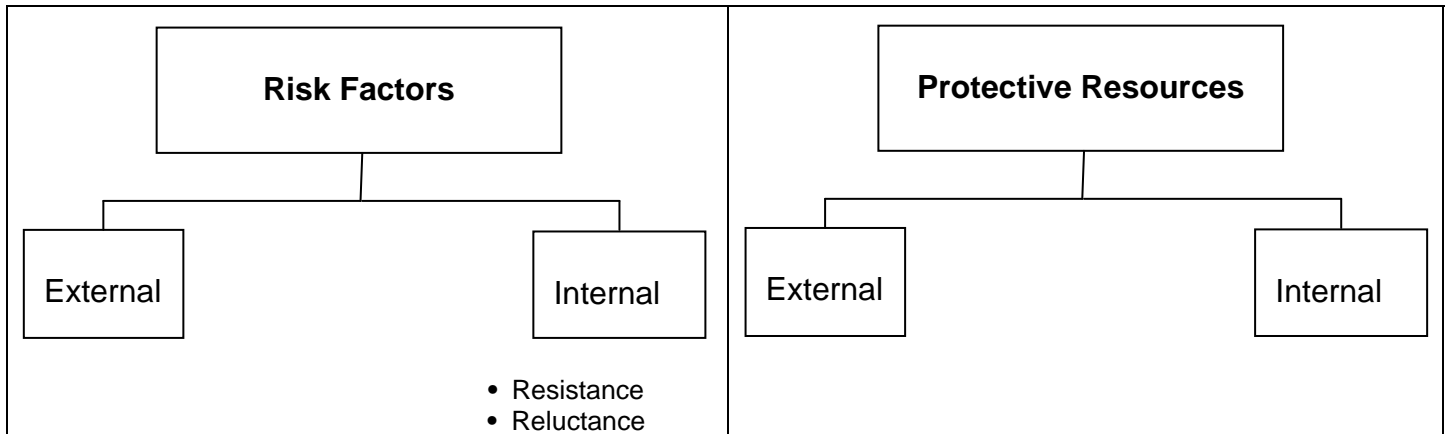 Risk Factors
External
Internal
• Resistance
• Reluctance
Protective Resources
External
Internal